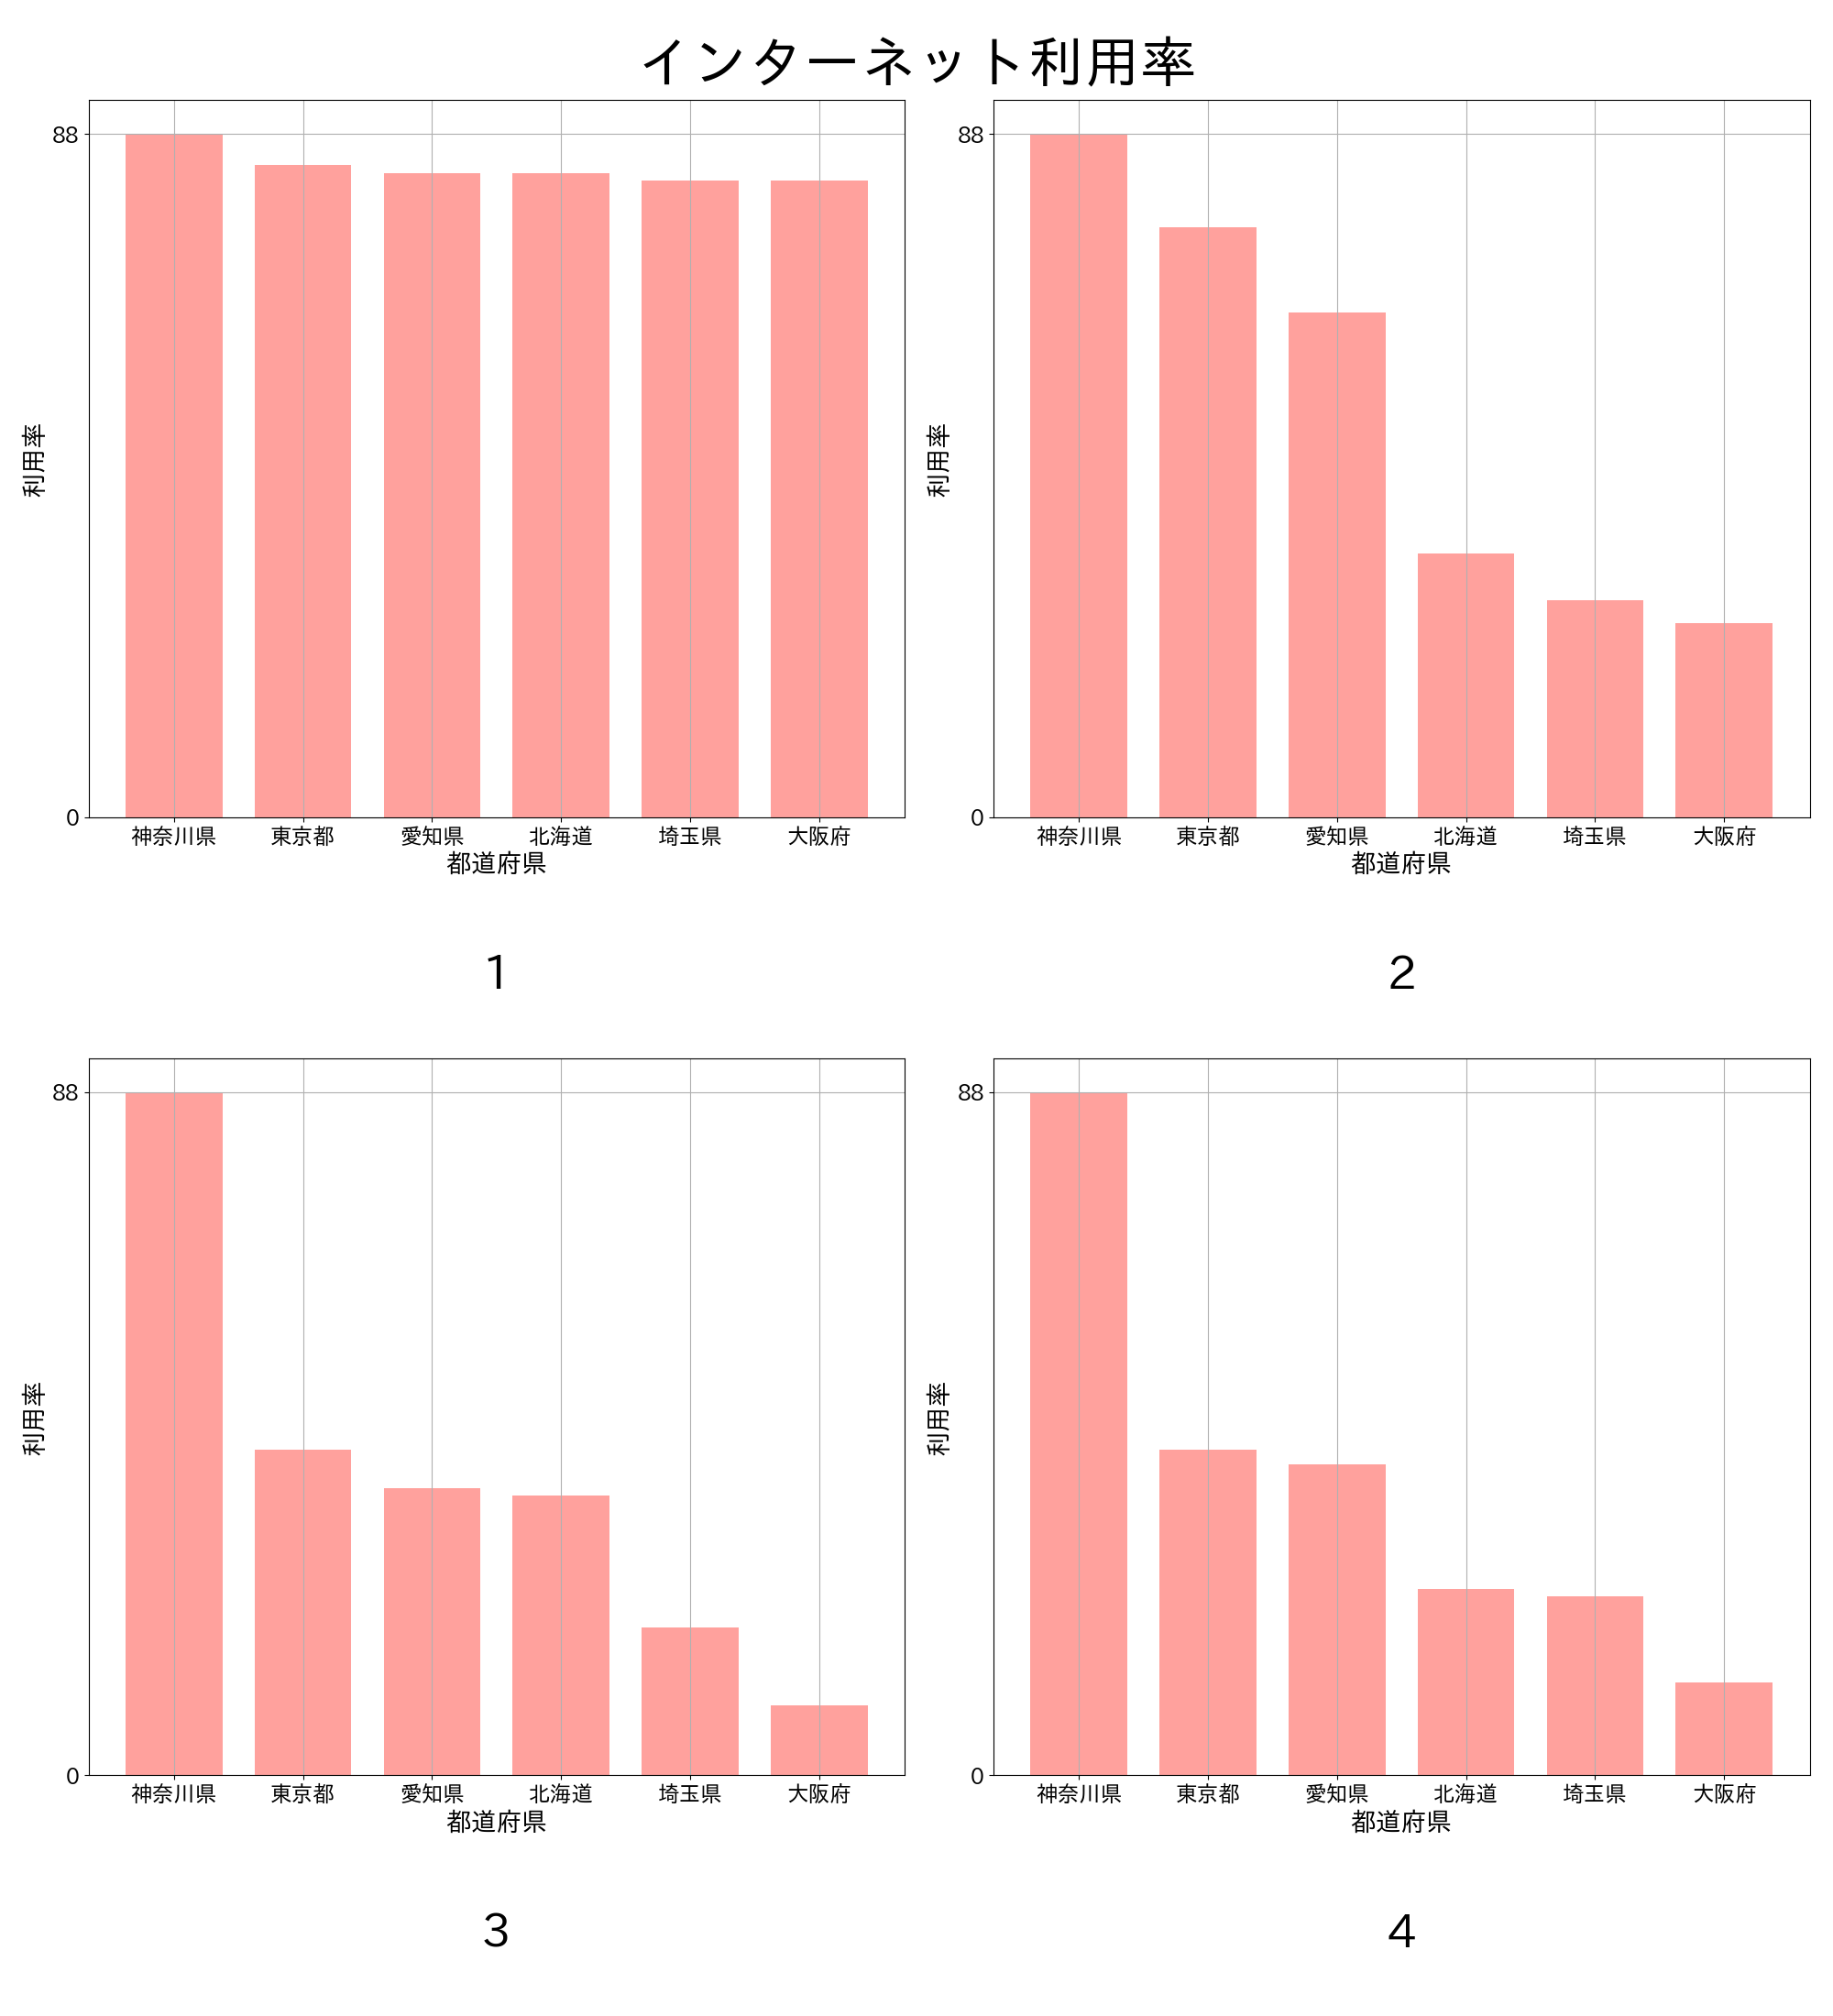 インターネット利用率
88
0
利用率
神奈川県 東京都 愛知県 北海道 埼玉県 大阪府
都道府県
1
88
0
利用率
神奈川県 東京都 愛知県 北海道 埼玉県 大阪府
都道府県
2
88
0
利用率
神奈川県 東京都 愛知県 北海道 埼玉県 大阪府
都道府県
3
88
0
利用率
神奈川県 東京都 愛知県 北海道 埼玉県 大阪府
都道府県
4